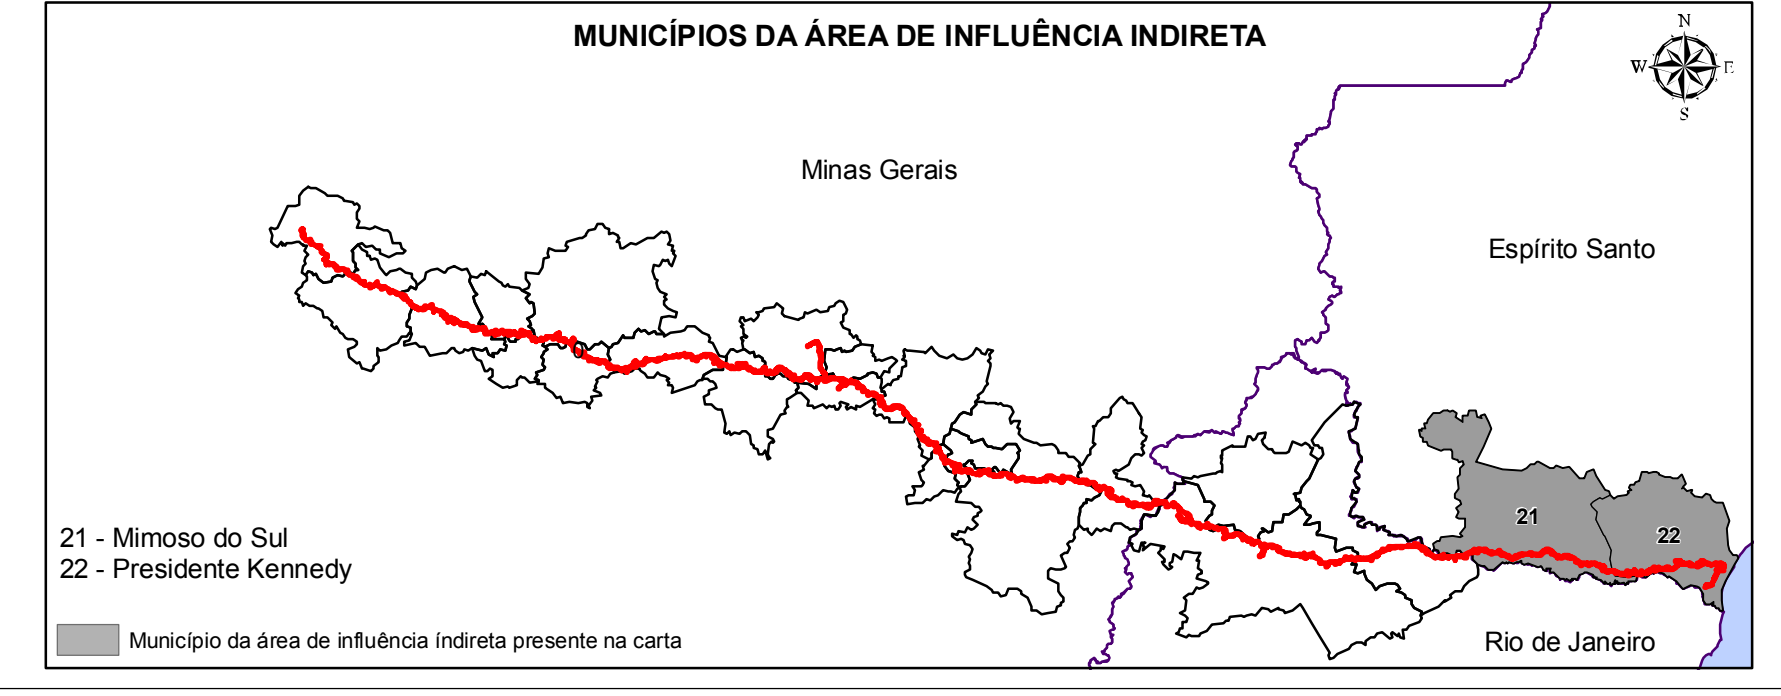 MUNICÍPIOS DA ÁREA DE INFLUÊNCIA INDIRETA
N
W
E
S
Minas Gerais
Espírito Santo
21
22
21 - Mimoso do Sul
22 - Presidente Kennedy
Município da área de influência índireta presente na carta
Rio de Janeiro